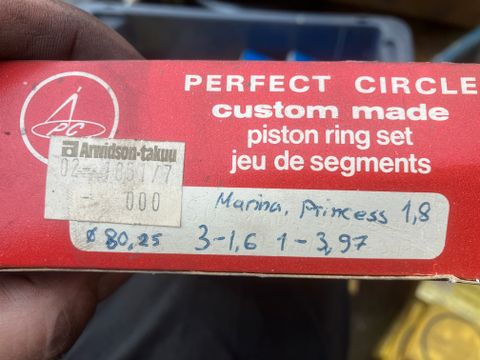 PERFECT CIRCLE
custom made
piston ring set
jeu de segments
PC
Arwidson-takuu
000
Marina, Princess 1,8
ø 80,25 3-1,6 1-3,97